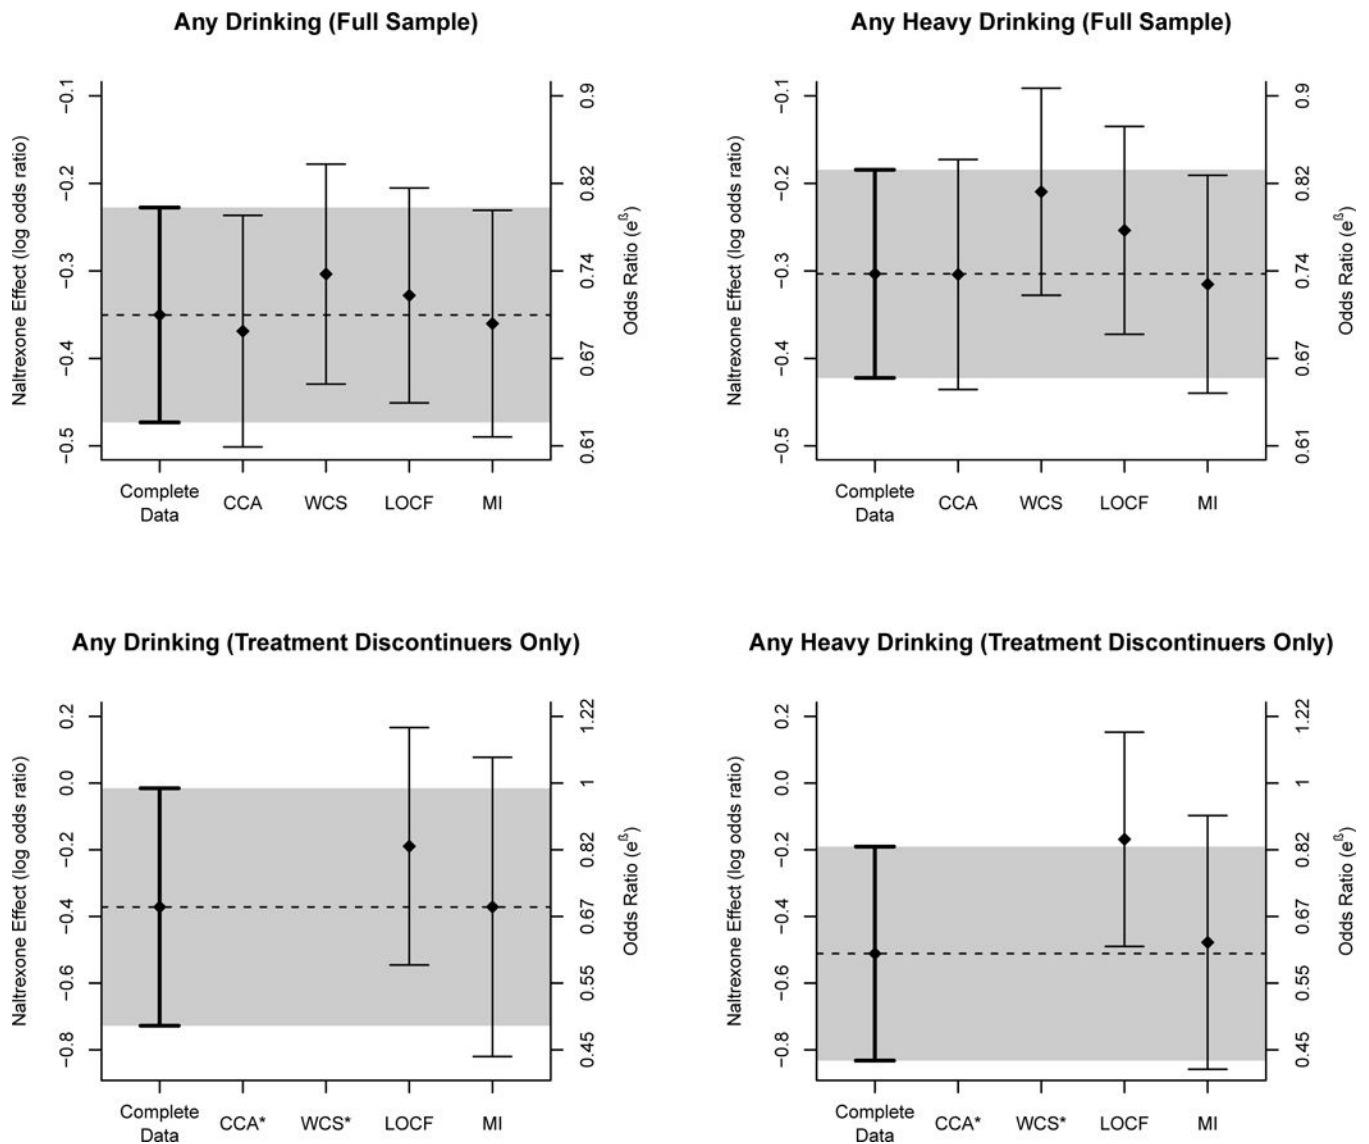 Any Drinking (Full Sample)
Naltrexone Effect (log odds ratio)
−0.1
−0.2
−0.3
−0.4
−0.5
0.9
0.82
0.74
0.67
0.61
Odds Ratio (eᵝ)
Complete
Data
CCA
WCS
LOCF
MI
Any Heavy Drinking (Full Sample)
Naltrexone Effect (log odds ratio)
−0.1
−0.2
−0.3
−0.4
−0.5
0.9
0.82
0.74
0.67
0.61
Odds Ratio (eᵝ)
Complete
Data
CCA
WCS
LOCF
MI
Any Drinking (Treatment Discontinuers Only)
Naltrexone Effect (log odds ratio)
0.2
0.0
−0.2
−0.4
−0.6
−0.8
1.22
1
0.82
0.67
0.55
0.45
Odds Ratio (eᵝ)
Complete
Data
CCA*
WCS*
LOCF
MI
Any Heavy Drinking (Treatment Discontinuers Only)
Naltrexone Effect (log odds ratio)
0.2
0.0
−0.2
−0.4
−0.6
−0.8
1.22
1
0.82
0.67
0.55
0.45
Odds Ratio (eᵝ)
Complete
Data
CCA*
WCS*
LOCF
MI